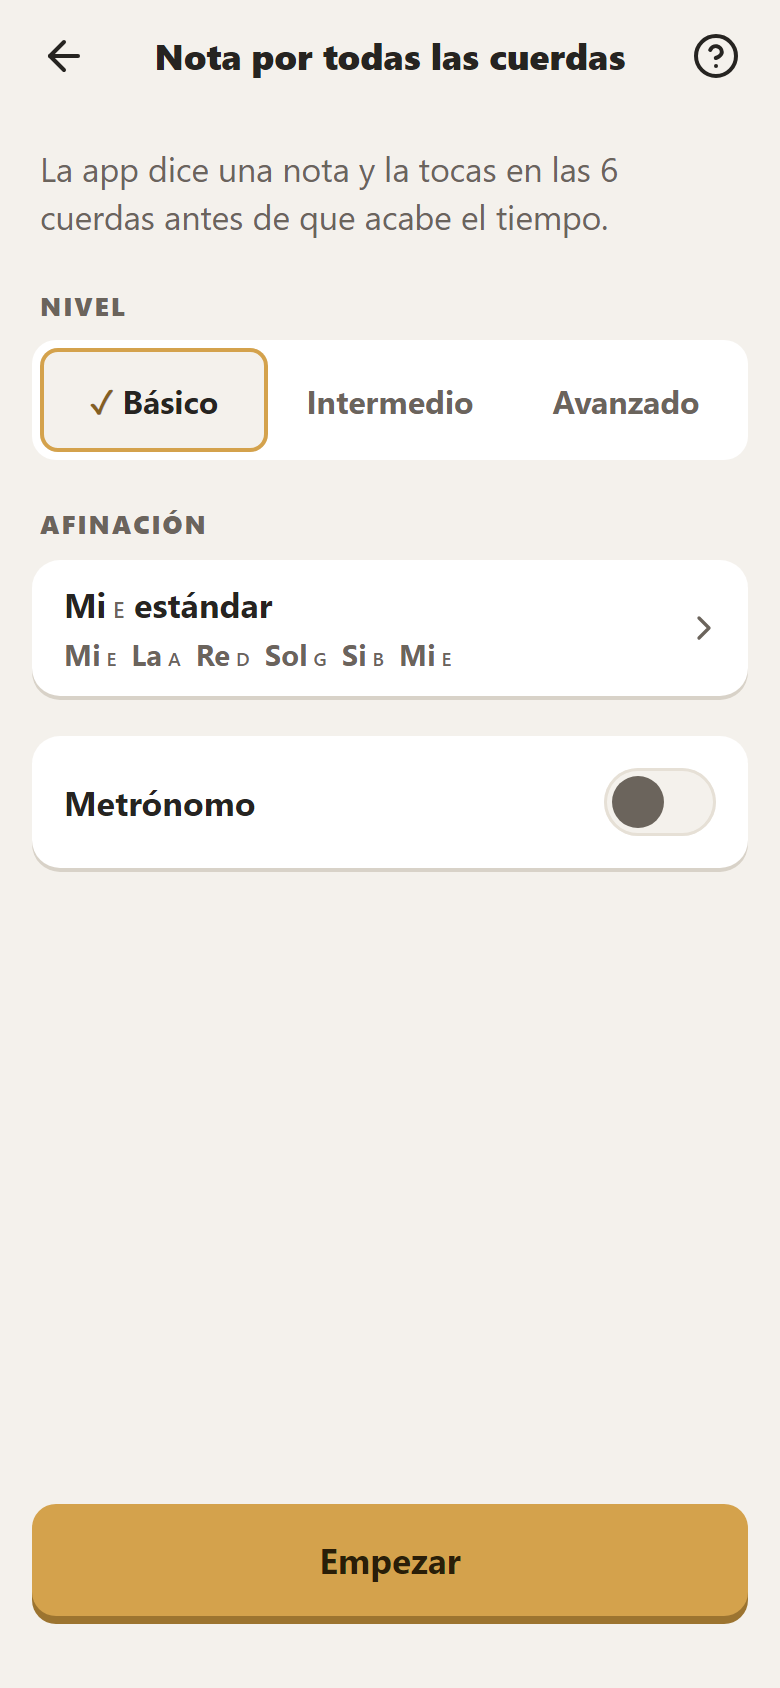 Nota por todas las cuerdas
La app dice una nota y la tocas en las 6
cuerdas antes de que acabe el tiempo.
NIVEL
✓ Básico Intermedio Avanzado
AFINACIÓN
Mi E estándar
Mi E La A Re D Sol G Si B Mi E
Metrónomo
Empezar